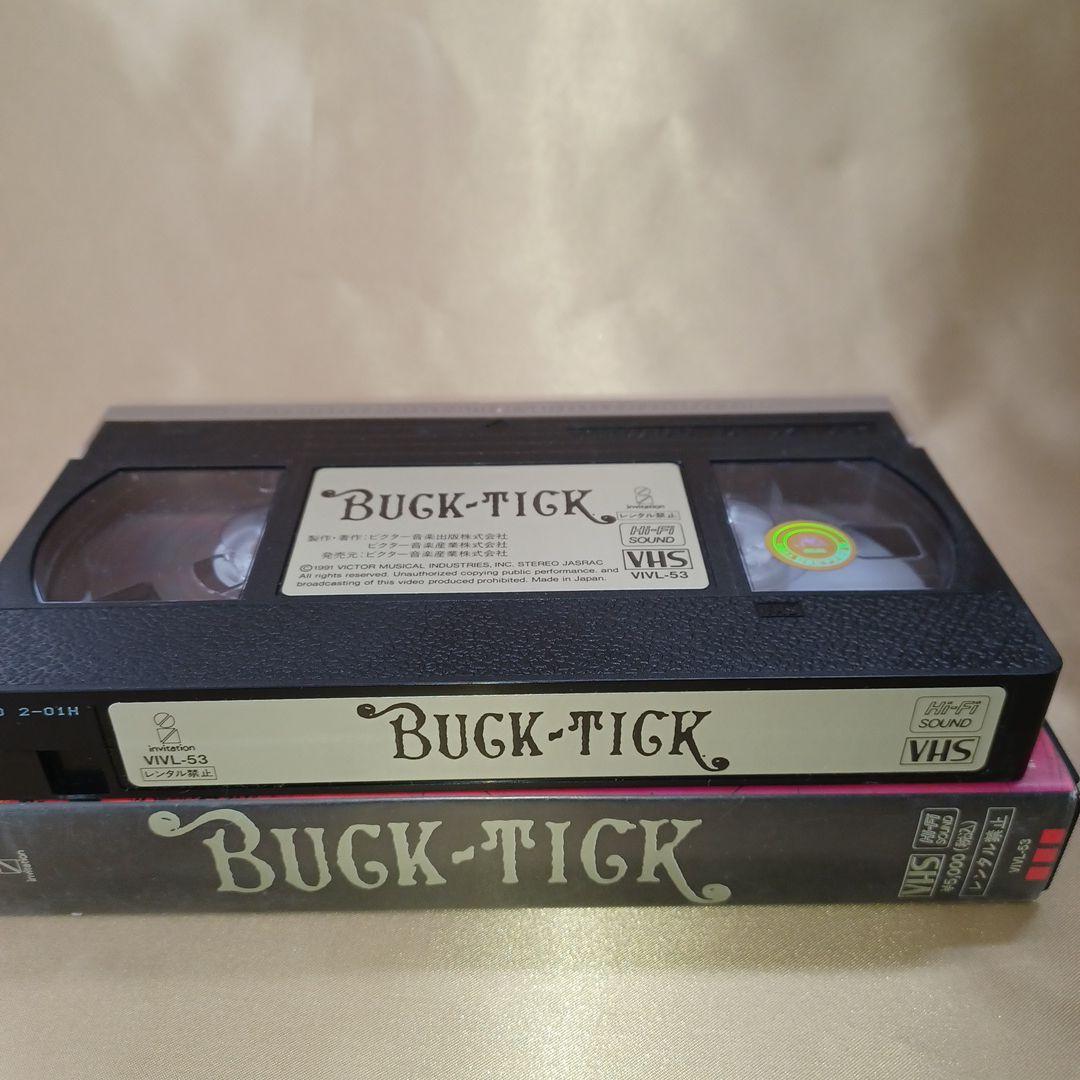 BUCK-TICK
invitation
レンタル禁止
製作・著作：ビクター音楽出版株式会社
ビクター音楽産業株式会社
発売元：ビクター音楽産業株式会社
Hi-Fi
SOUND
VHS
VIVL-53
©1991 VICTOR MUSICAL INDUSTRIES, INC. STEREO JASRAC
All rights reserved. Unauthorized copying public performance. and
broadcasting of this video produced prohibited. Made in Japan.
2-01H
invitation
VIVL-53
レンタル禁止
BUCK-TICK
Hi-Fi
SOUND
VHS
invitation
BUCK-TICK
Hi-Fi
SOUND
VHS
¥5,000(税込)
レンタル禁止
VIVL-53